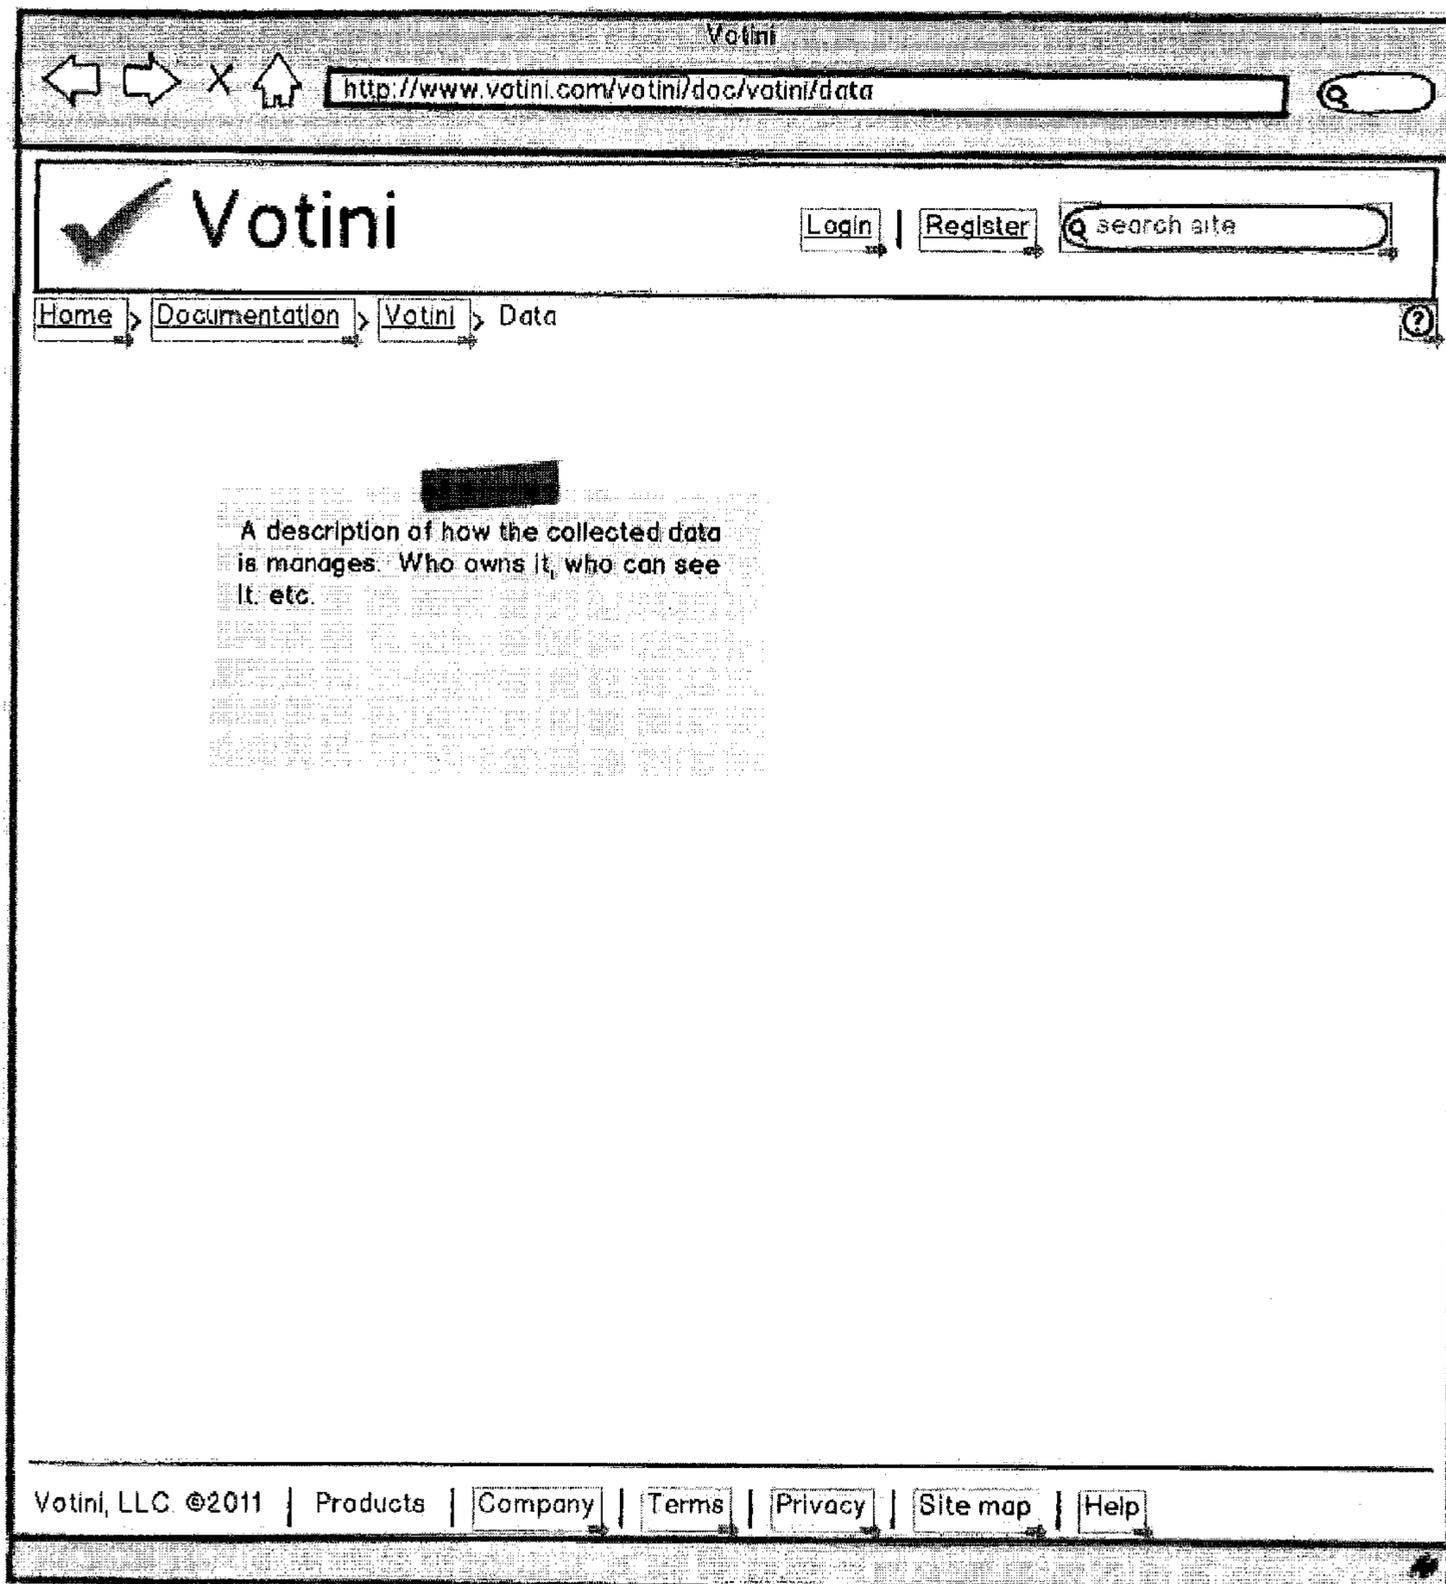 Votini
http://www.votini.com/votini/doc/votini/data
Votini
Login | Register search site
Home > Documentation > Votini > Data ?
A description of how the collected data
is manages. Who owns it, who can see
it. etc.
Votini, LLC. ©2011 | Products | Company | Terms | Privacy | Site map | Help